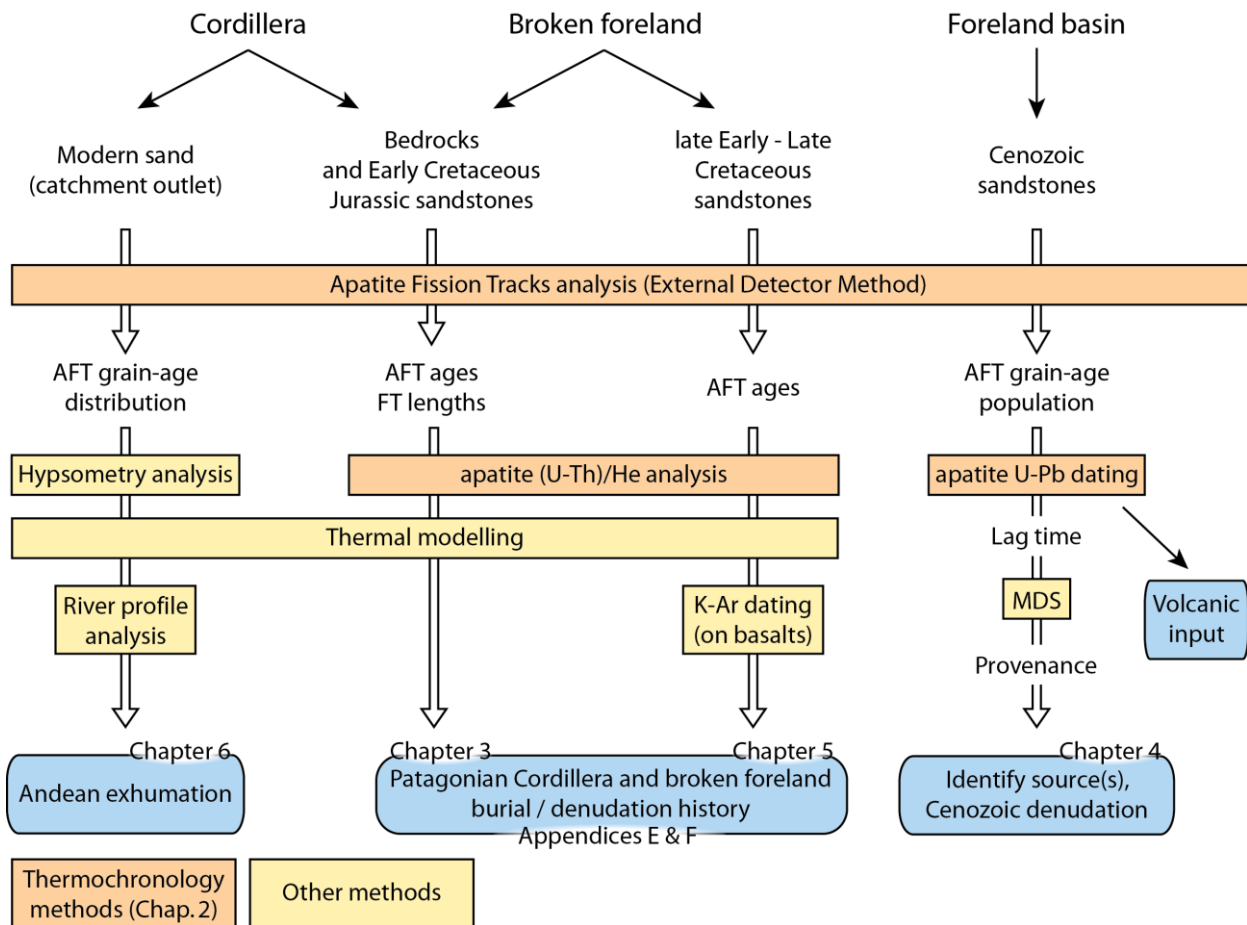 Cordillera
Broken foreland
Foreland basin
Modern sand
(catchment outlet)
Bedrocks
and Early Cretaceous
Jurassic sandstones
late Early - Late
Cretaceous
sandstones
Cenozoic
sandstones
Apatite Fission Tracks analysis (External Detector Method)
AFT grain-age
distribution
AFT ages
FT lengths
AFT ages
AFT grain-age
population
Hypsometry analysis
apatite (U-Th)/He analysis
apatite U-Pb dating
Thermal modelling
Lag time
River profile
analysis
K-Ar dating
(on basalts)
MDS
Volcanic
input
Provenance
Chapter 6
Andean exhumation
Chapter 3
Chapter 5
Patagonian Cordillera and broken foreland
burial / denudation history
Appendices E & F
Chapter 4
Identify source(s),
Cenozoic denudation
Thermochronology
methods (Chap. 2)
Other methods